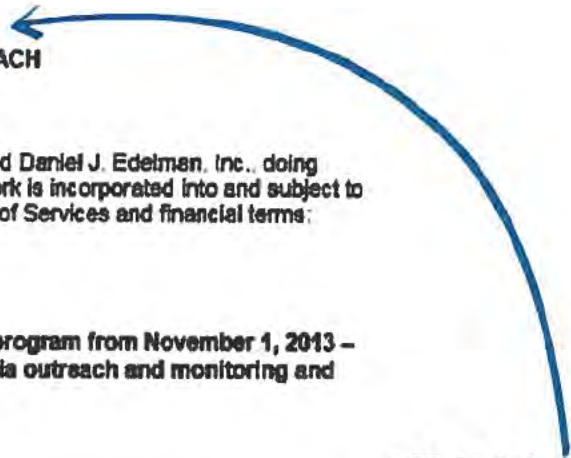 ACH
d Daniel J. Edelman, Inc., doing
rk is incorporated into and subject to
of Services and financial terms:
program from November 1, 2013 –
ia outreach and monitoring and